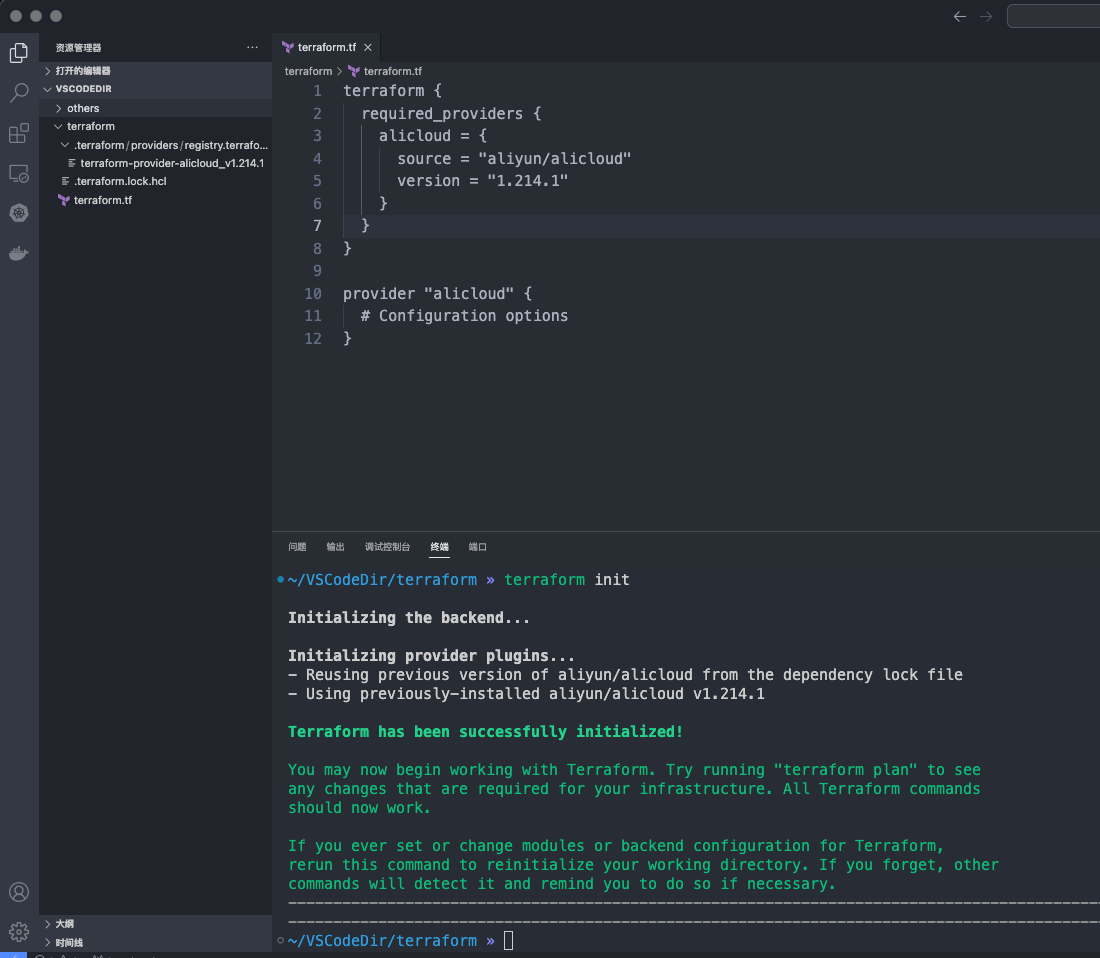 资源管理器
打开的编辑器
VSCODEDIR
others
terraform
.terraform/providers/registry.terrafo...
terraform-provider-alicloud_v1.214.1
.terraform.lock.hcl
terraform.tf
大纲
时间线
terraform.tf
terraform > terraform.tf
1 terraform {
2 required_providers {
3 alicloud = {
4 source = "aliyun/alicloud"
5 version = "1.214.1"
6 }
7 }
8 }
9
10 provider "alicloud" {
11 # Configuration options
12 }
问题 输出 调试控制台 终端 端口
~/VSCodeDir/terraform » terraform init
Initializing the backend...
Initializing provider plugins...
- Reusing previous version of aliyun/alicloud from the dependency lock file
- Using previously-installed aliyun/alicloud v1.214.1
Terraform has been successfully initialized!
You may now begin working with Terraform. Try running "terraform plan" to see
any changes that are required for your infrastructure. All Terraform commands
should now work.
If you ever set or change modules or backend configuration for Terraform,
rerun this command to reinitialize your working directory. If you forget, other
commands will detect it and remind you to do so if necessary.
~/VSCodeDir/terraform »